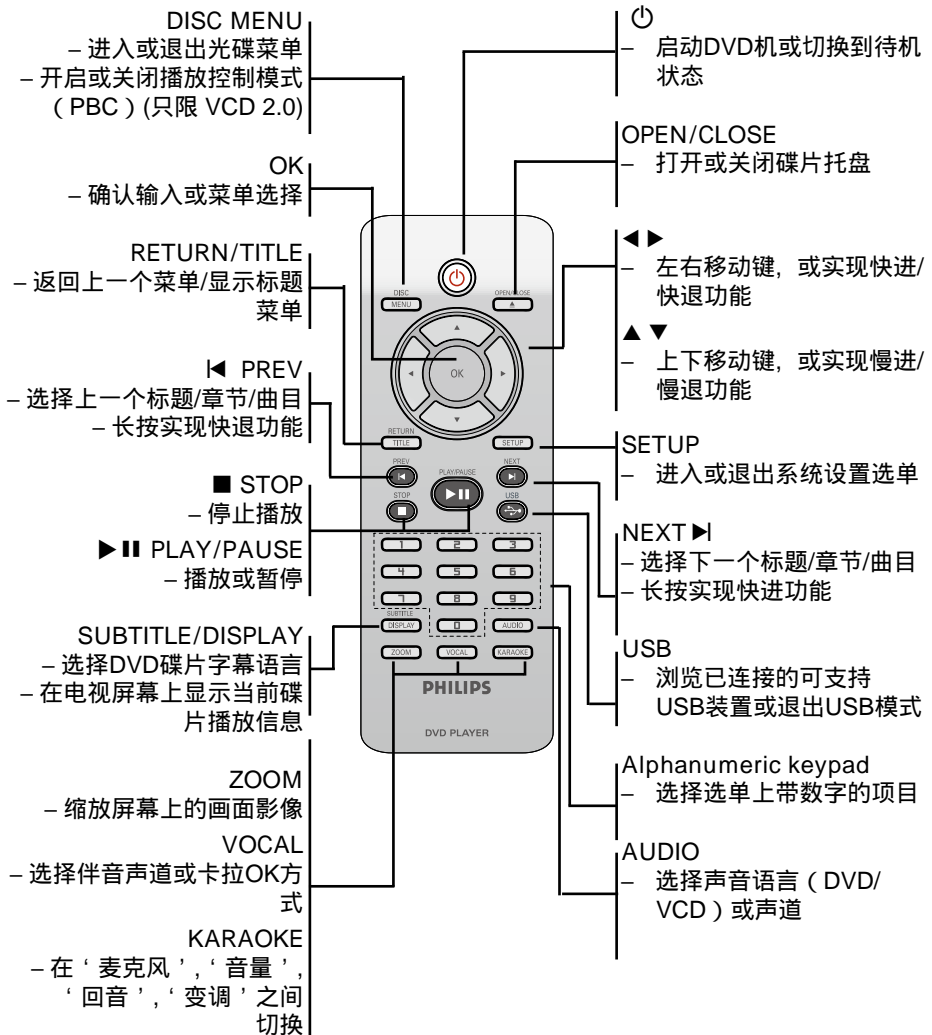 DISC MENU
– 进入或退出光碟菜单
– 开启或关闭播放控制模式
（PBC）(只限 VCD 2.0)
OK
– 确认输入或菜单选择
RETURN/TITLE
– 返回上一个菜单/显示标题
菜单
PREV
– 选择上一个标题/章节/曲目
– 长按实现快退功能
■ STOP
– 停止播放
▶II PLAY/PAUSE
– 播放或暂停
SUBTITLE/DISPLAY
– 选择DVD碟片字幕语言
– 在电视屏幕上显示当前碟
片播放信息
ZOOM
– 缩放屏幕上的画面影像
VOCAL
– 选择伴音声道或卡拉OK方
式
KARAOKE
– 在‘麦克风’,‘音量’,
‘回音’,‘变调’之间
切换
DISC
MENU
OPEN/CLOSE
OK
RETURN
TITLE
SETUP
PREV
PLAY/PAUSE
NEXT
STOP
USB
1 2 3
4 5 6
7 8 9
SUBTITLE
DISPLAY 0 AUDIO
ZOOM VOCAL KARAOKE
PHILIPS
DVD PLAYER
– 启动DVD机或切换到待机
状态
OPEN/CLOSE
– 打开或关闭碟片托盘
◀ ▶
– 左右移动键，或实现快进/
快退功能
▲ ▼
– 上下移动键，或实现慢进/
慢退功能
SETUP
– 进入或退出系统设置选单
NEXT
– 选择下一个标题/章节/曲目
– 长按实现快进功能
USB
– 浏览已连接的可支持
USB装置或退出USB模式
Alphanumeric keypad
– 选择选单上带数字的项目
AUDIO
– 选择声音语言（DVD/
VCD）或声道